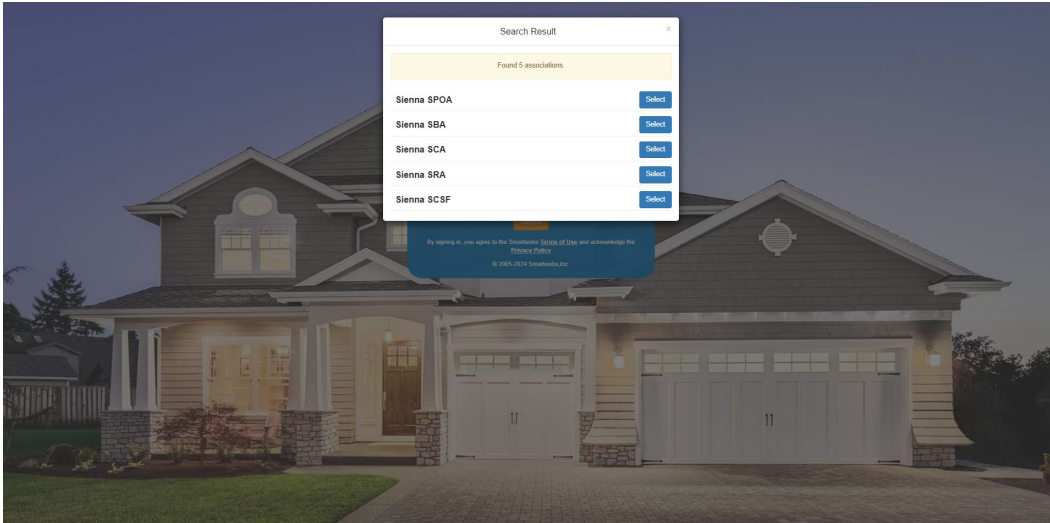 Search Result
×
Found 5 associations.
Sienna SPOA Select
Sienna SBA Select
Sienna SCA Select
Sienna SRA Select
Sienna SCSF Select
By signing in, you agree to the Smartwebs Terms of Use and acknowledge the
Privacy Policy
© 2005-2024 Smartwebs,Inc